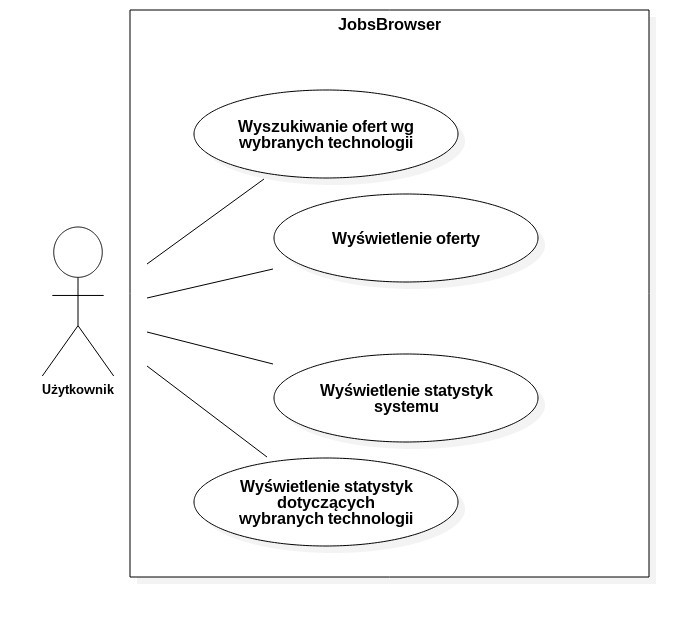 JobsBrowser
Wyszukiwanie ofert wg
wybranych technologii
Wyświetlenie oferty
Użytkownik
Wyświetlenie statystyk
systemu
Wyświetlenie statystyk
dotyczących
wybranych technologii